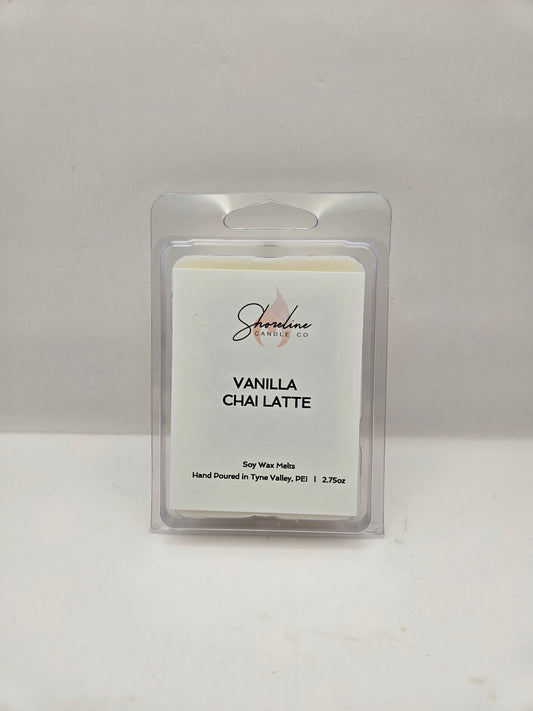 Shoreline
CANDLE CO
VANILLA
CHAI LATTE
Soy Wax Melts
Hand Poured in Tyne Valley, PEI | 2.75oz